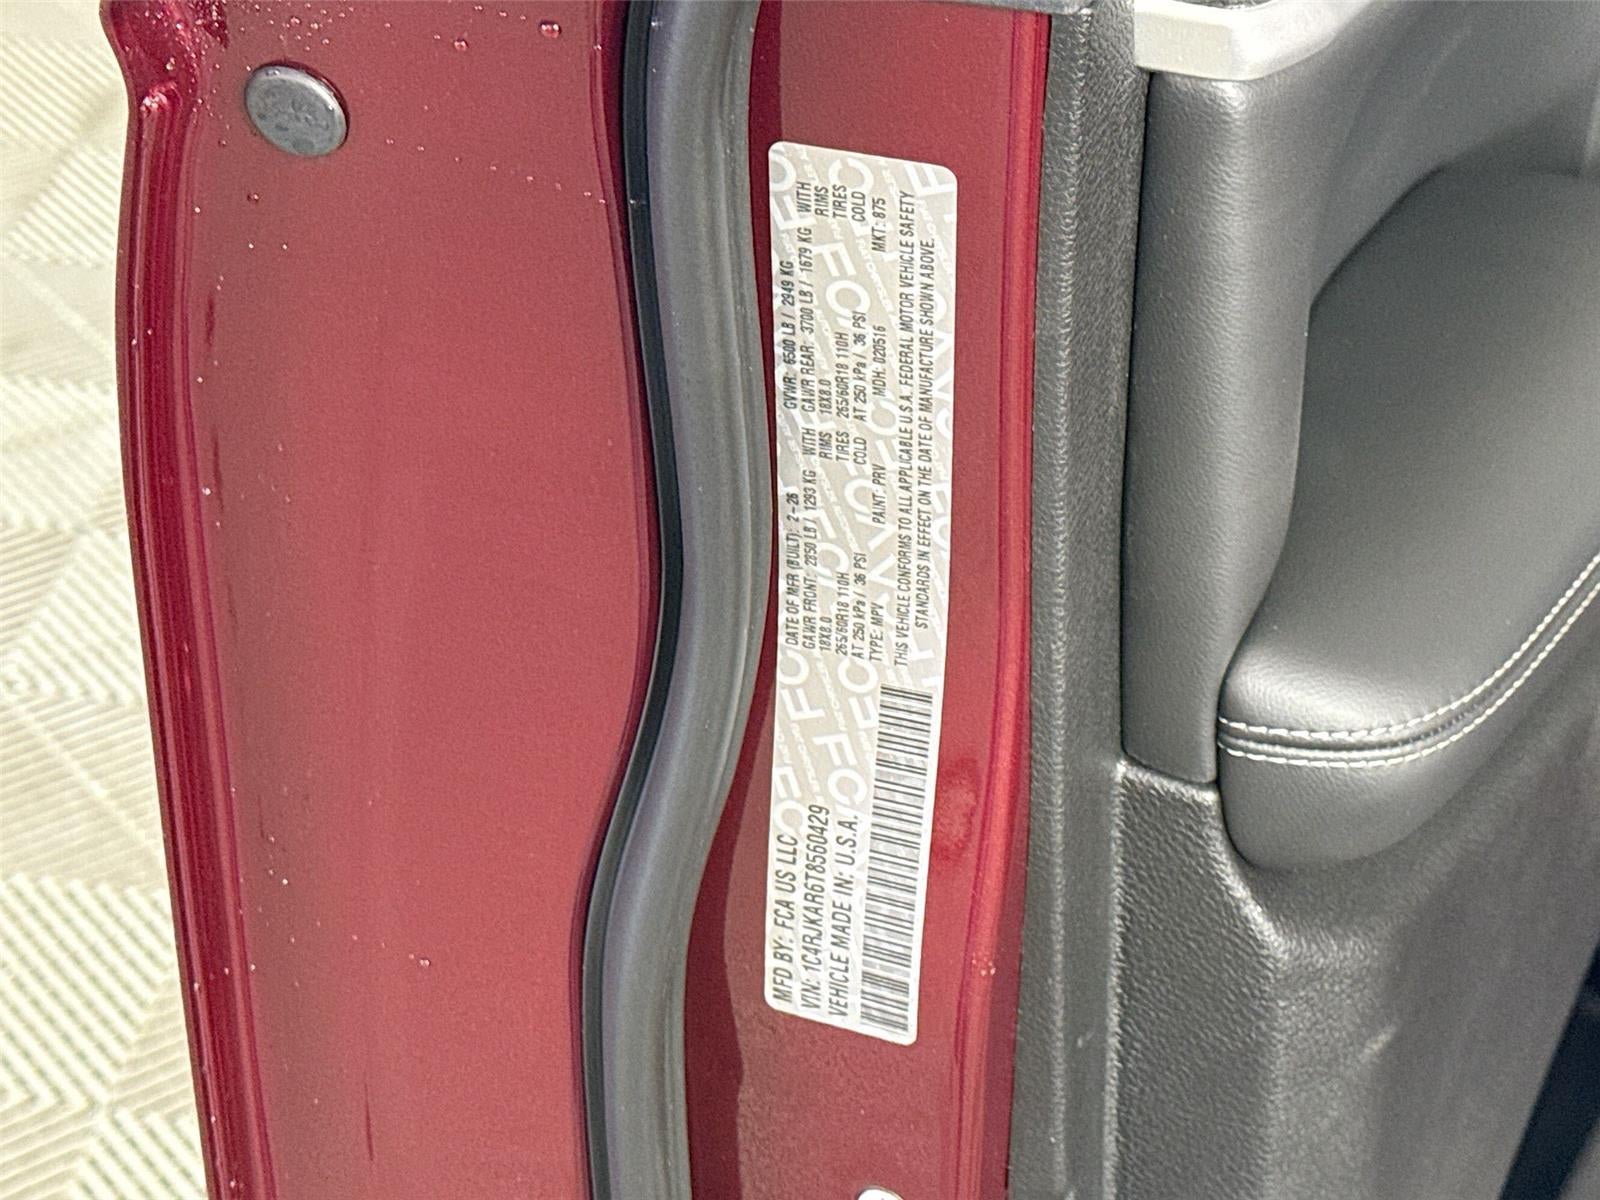 MFD BY: FCA US LLC
VIN: 1C4RJKAR6T8560429
VEHICLE MADE IN: U.S.A.
DATE OF MFR (BUILT): 2-26 GVWR: 6500 LB / 2949 KG
GAWR FRONT: 2850 LB / 1293 KG WITH GAWR REAR: 3700 LB / 1679 KG WITH
18X8.0 RIMS 18X8.0 RIMS
265/60R18 110H TIRES 265/60R18 110H TIRES
AT 250 kPa / 36 PSI COLD AT 250 kPa / 36 PSI COLD
TYPE: MPV PAINT: PRV MDH: 020516 MKT: 875
THIS VEHICLE CONFORMS TO ALL APPLICABLE U.S.A. FEDERAL MOTOR VEHICLE SAFETY
STANDARDS IN EFFECT ON THE DATE OF MANUFACTURE SHOWN ABOVE.